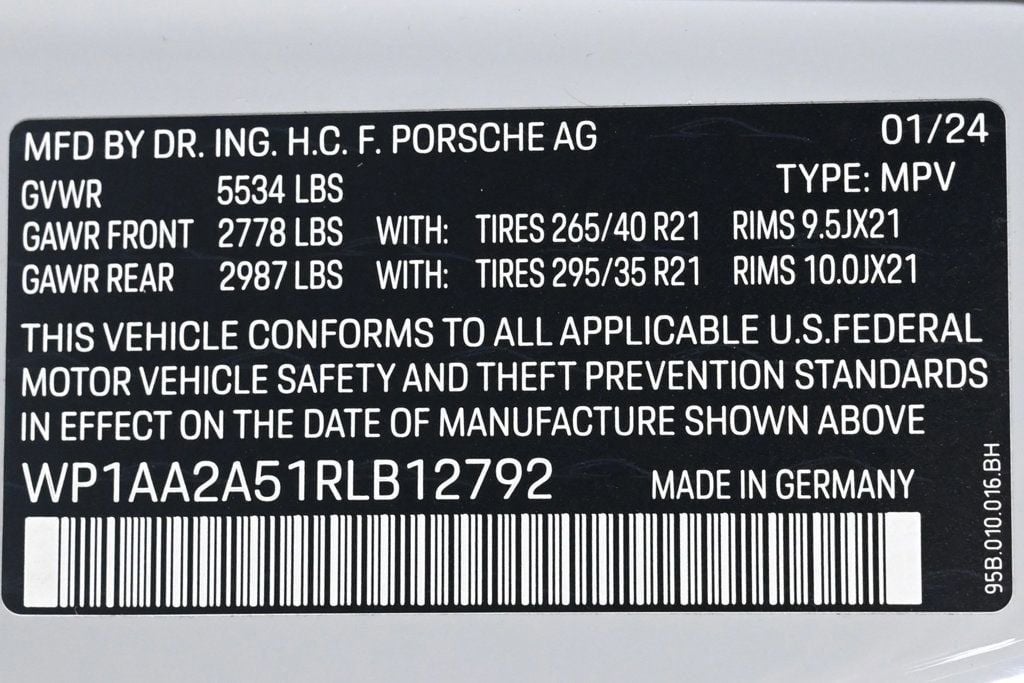 MFD BY DR. ING. H.C. F. PORSCHE AG 01/24
TYPE: MPV
GVWR 5534 LBS
GAWR FRONT 2778 LBS WITH: TIRES 265/40 R21 RIMS 9.5JX21
GAWR REAR 2987 LBS WITH: TIRES 295/35 R21 RIMS 10.0JX21
THIS VEHICLE CONFORMS TO ALL APPLICABLE U.S.FEDERAL
MOTOR VEHICLE SAFETY AND THEFT PREVENTION STANDARDS
IN EFFECT ON THE DATE OF MANUFACTURE SHOWN ABOVE
WP1AA2A51RLB12792 MADE IN GERMANY
95B.010.016.BH